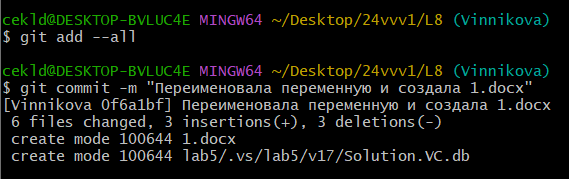 cekld@DESKTOP-BVLUC4E MINGW64 ~/Desktop/24vvv1/L8 (Vinnikova)
$ git add --all
cekld@DESKTOP-BVLUC4E MINGW64 ~/Desktop/24vvv1/L8 (Vinnikova)
$ git commit -m "Переименовала переменную и создала 1.docx"
[Vinnikova 0f6a1bf] Переименовала переменную и создала 1.docx
 6 files changed, 3 insertions(+), 3 deletions(-)
 create mode 100644 1.docx
 create mode 100644 lab5/.vs/lab5/v17/Solution.VC.db